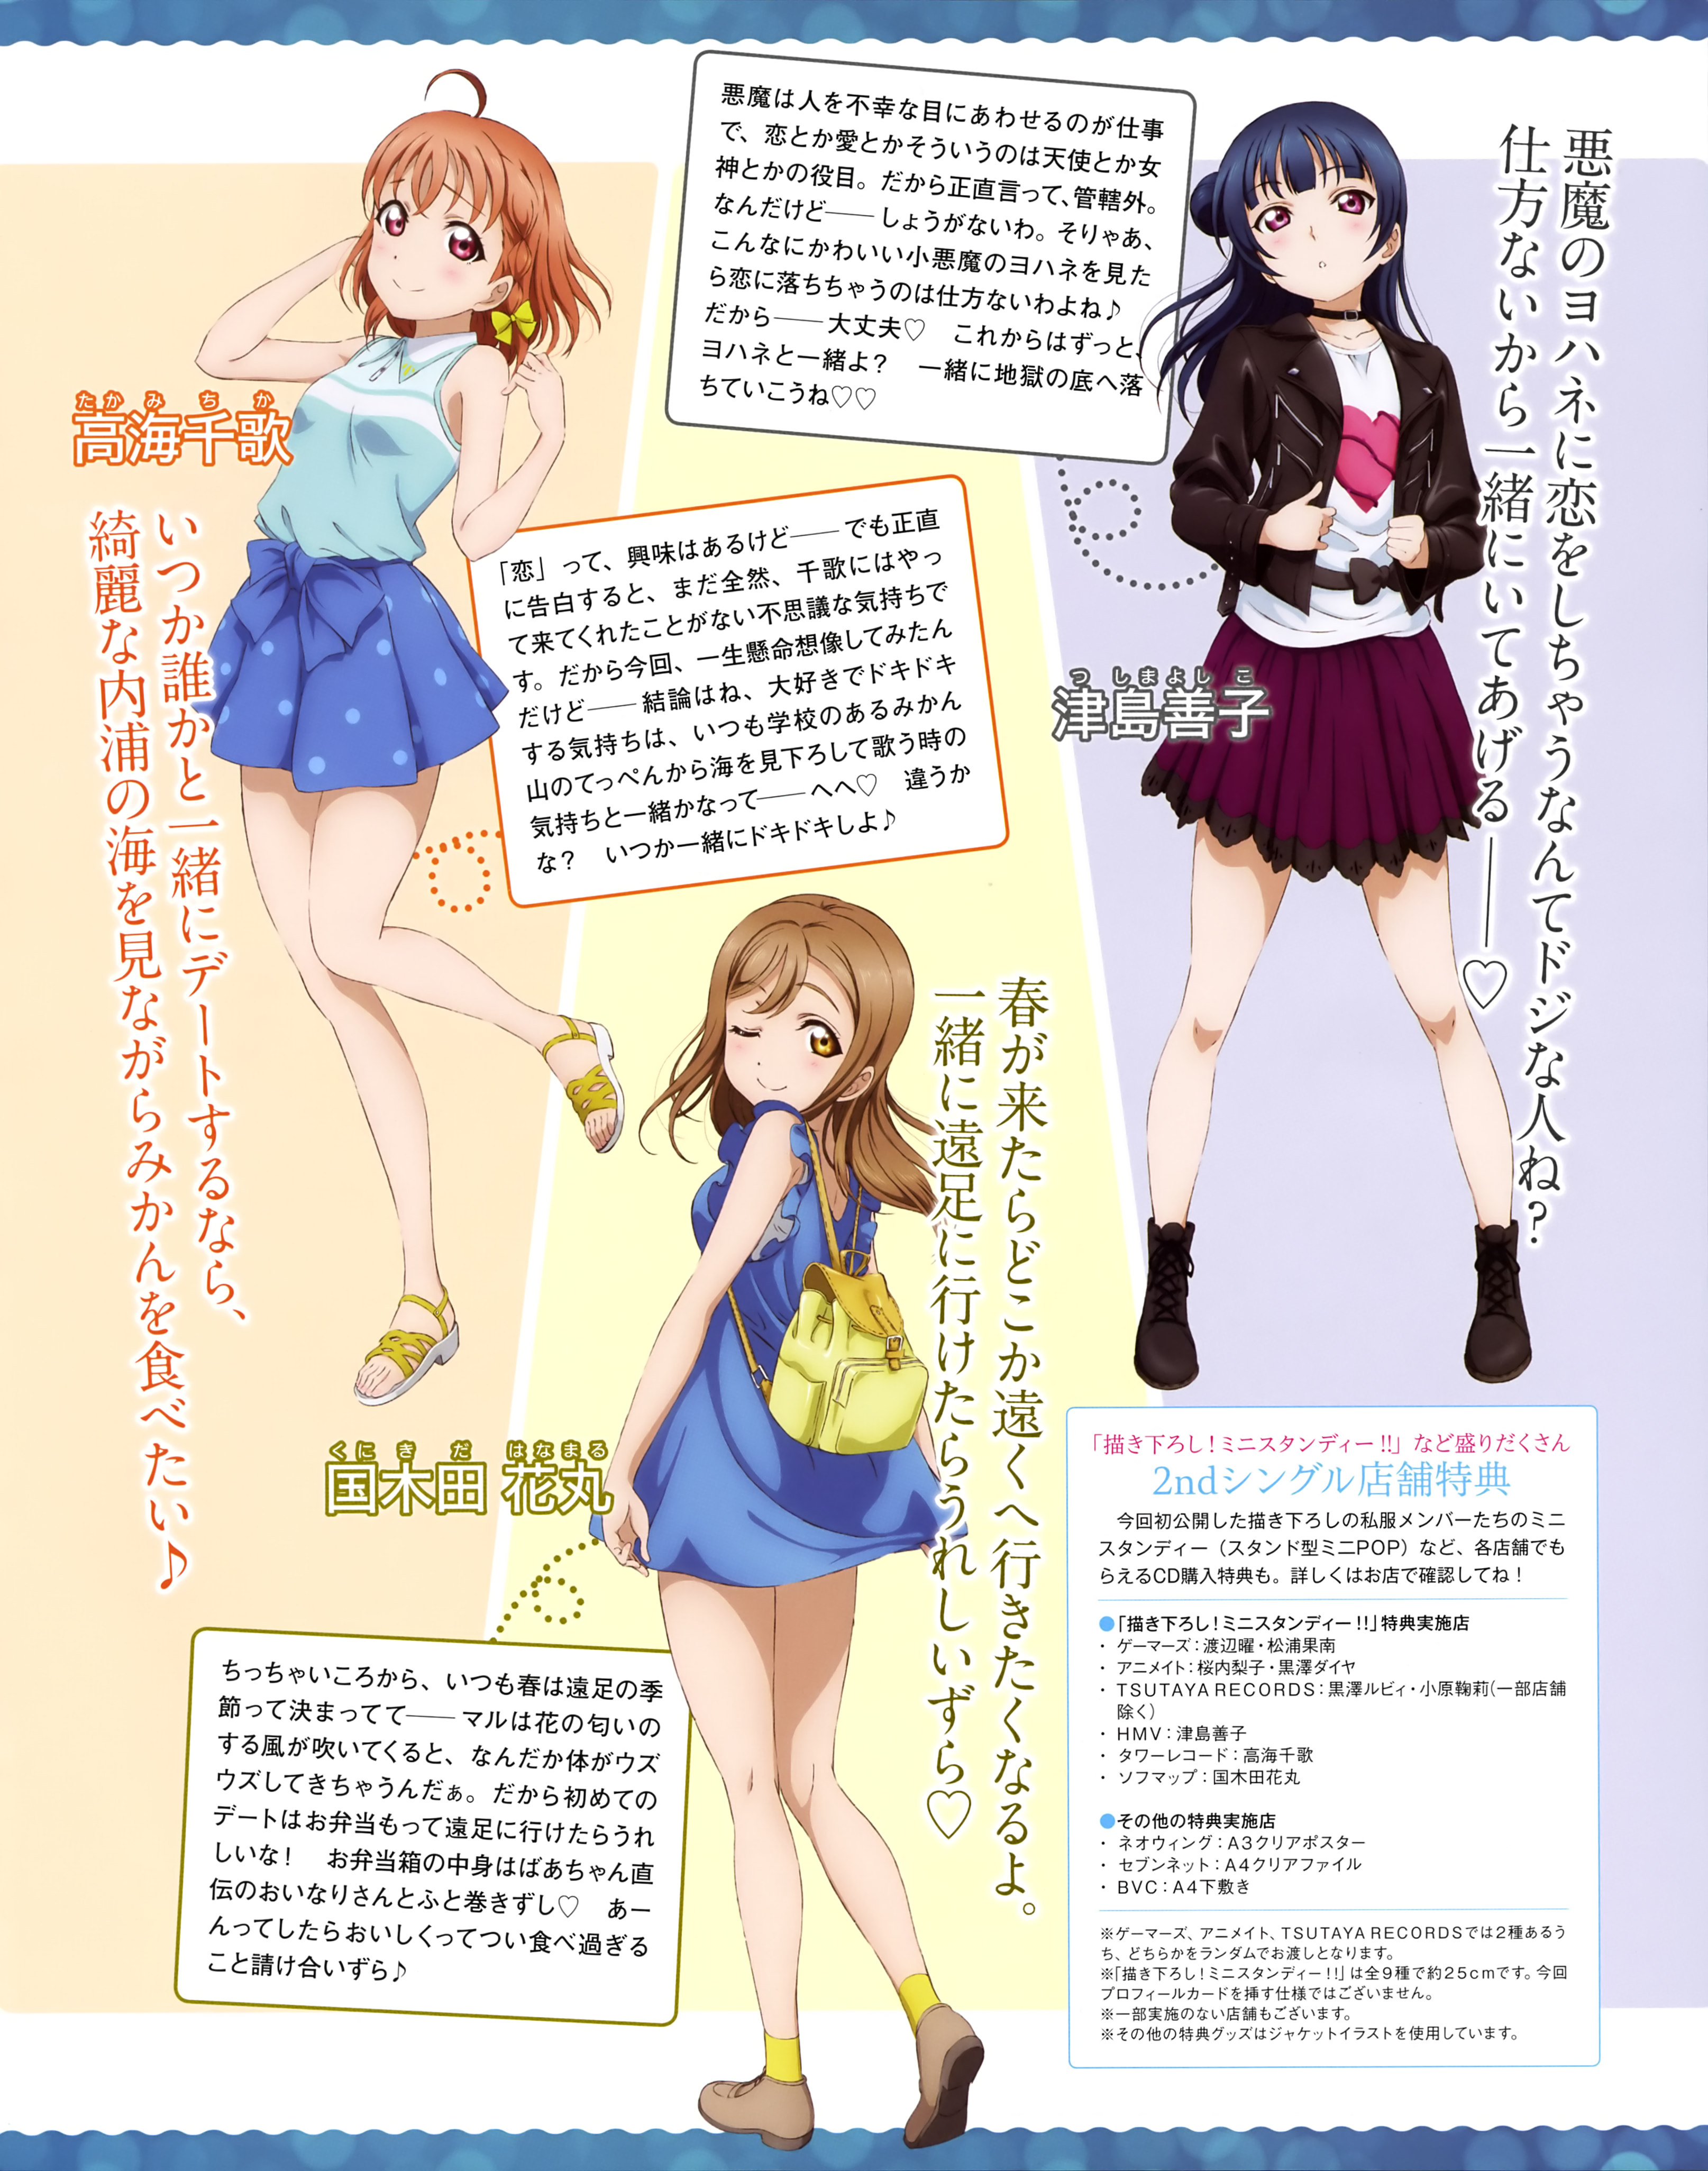 たかみちか
高海千歌
いつか誰かと一緒にデートするなら、
綺麗な内浦の海を見ながらみかんを食べたい♪
「恋」って、興味はあるけど――でも正直
に告白すると、まだ全然、千歌にはやっ
て来てくれたことがない不思議な気持ちで
す。だから今回、一生懸命想像してみたん
だけど――結論はね、大好きでドキドキ
する気持ちは、いつも学校のあるみかん
山のてっぺんから海を見下ろして歌う時の
気持ちと一緒かなって――へへ♡　違うか
な？　いつか一緒にドキドキしよ♪
悪魔は人を不幸な目にあわせるのが仕事
で、恋とか愛とかそういうのは天使とか女
神とかの役目。だから正直言って、管轄外。
なんだけど――しょうがないわ。そりゃあ、
こんなにかわいい小悪魔のヨハネを見た
ら恋に落ちちゃうのは仕方ないわよね♪
だから――大丈夫♡　これからはずっと、
ヨハネと一緒よ？　一緒に地獄の底へ落
ちていこうね♡♡
つしまよしこ
津島善子
悪魔のヨハネに恋をしちゃうなんてドジな人ね？
仕方ないから一緒にいてあげる――♡
くにきだ はなまる
国木田 花丸
春が来たらどこか遠くへ行きたくなるよ。
一緒に遠足に行けたらうれしいずら♡
ちっちゃいころから、いつも春は遠足の季
節って決まってて――マルは花の匂いの
する風が吹いてくると、なんだか体がウズ
ウズしてきちゃうんだぁ。だから初めての
デートはお弁当もって遠足に行けたらうれ
しいな！　お弁当箱の中身はばあちゃん直
伝のおいなりさんとふと巻きずし♡　あー
んってしたらおいしくってつい食べ過ぎる
こと請け合いずら♪
「描き下ろし！ミニスタンディー!!」など盛りだくさん
2ndシングル店舗特典
今回初公開した描き下ろしの私服メンバーたちのミニ
スタンディー（スタンド型ミニPOP）など、各店舗でも
らえるCD購入特典も。詳しくはお店で確認してね！
●「描き下ろし！ミニスタンディー!!」特典実施店
・ ゲーマーズ：渡辺曜・松浦果南
・ アニメイト：桜内梨子・黒澤ダイヤ
・ TSUTAYA RECORDS：黒澤ルビィ・小原鞠莉（一部店舗
除く）
・ HMV：津島善子
・ タワーレコード：高海千歌
・ ソフマップ：国木田花丸
●その他の特典実施店
・ ネオウィング：A3クリアポスター
・ セブンネット：A4クリアファイル
・ BVC：A4下敷き
※ゲーマーズ、アニメイト、TSUTAYA RECORDSでは2種あるう
ち、どちらかをランダムでお渡しとなります。
※「描き下ろし！ミニスタンディー!!」は全9種で約25cmです。今回
プロフィールカードを挿す仕様ではございません。
※一部実施のない店舗もございます。
※その他の特典グッズはジャケットイラストを使用しています。